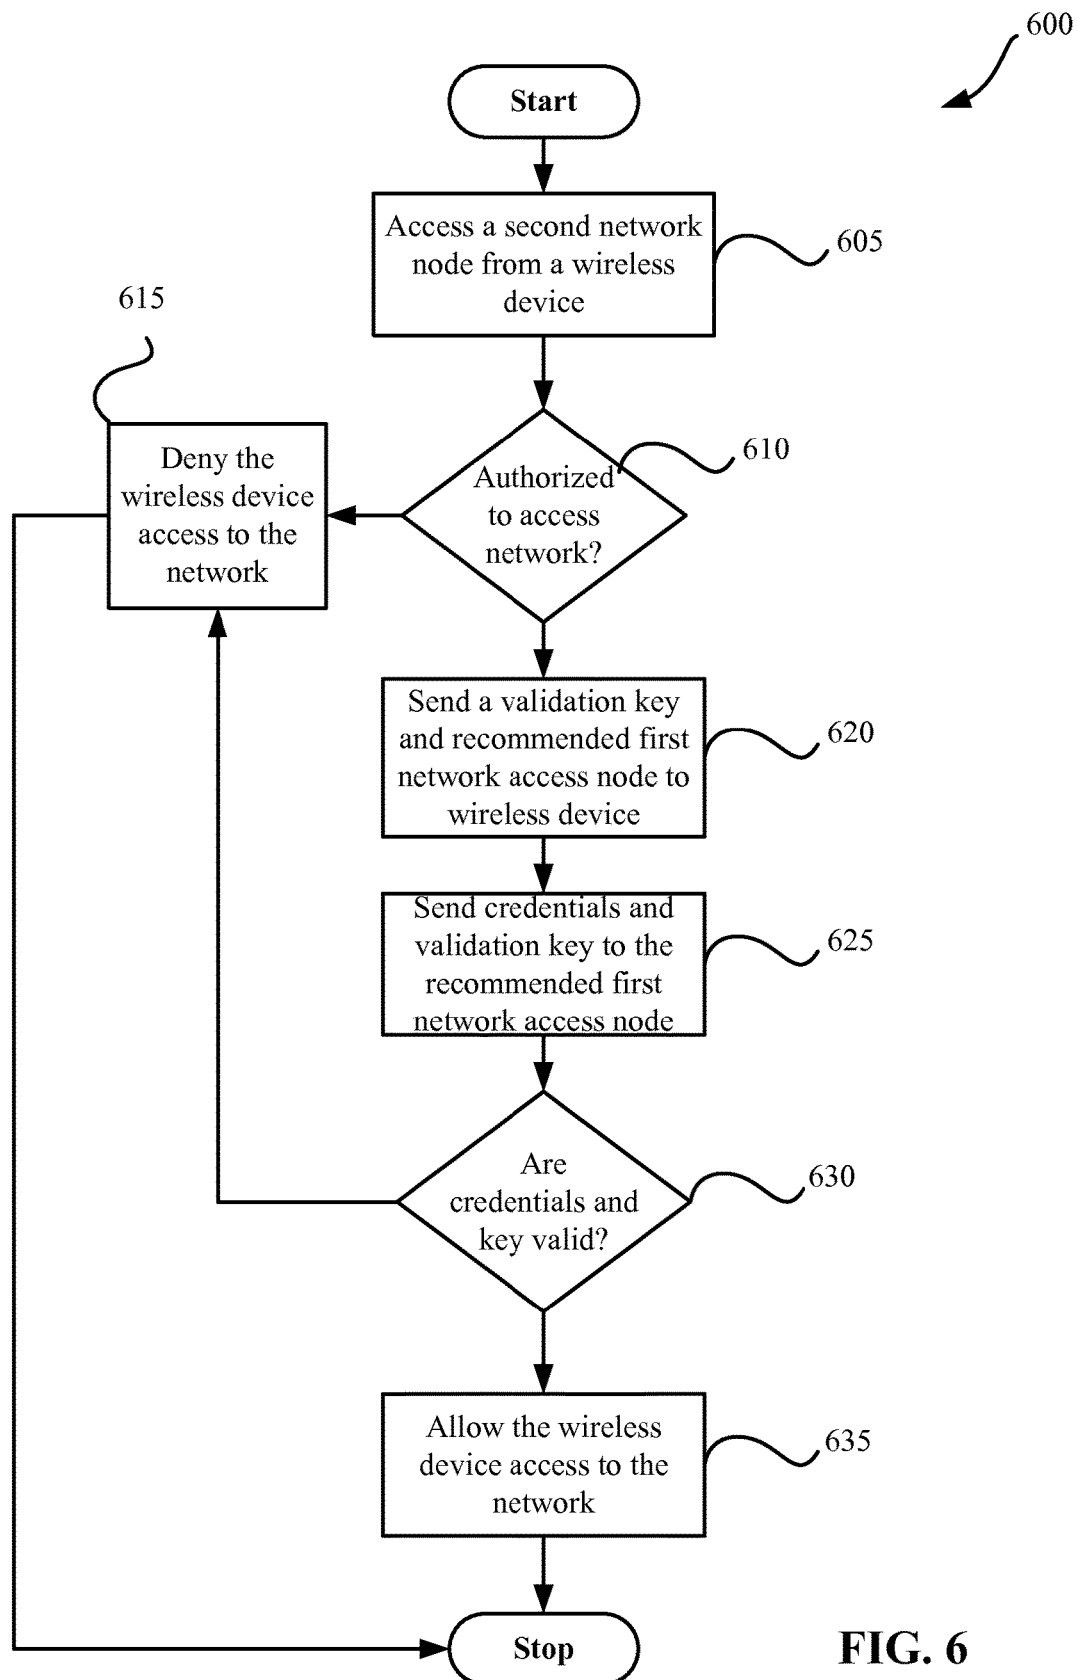 600
Start
Access a second network
node from a wireless
device
605
615
Deny the
wireless device
access to the
network
Authorized
to access
network?
610
Send a validation key
and recommended first
network access node to
wireless device
620
Send credentials and
validation key to the
recommended first
network access node
625
Are
credentials and
key valid?
630
Allow the wireless
device access to the
network
635
Stop
FIG. 6